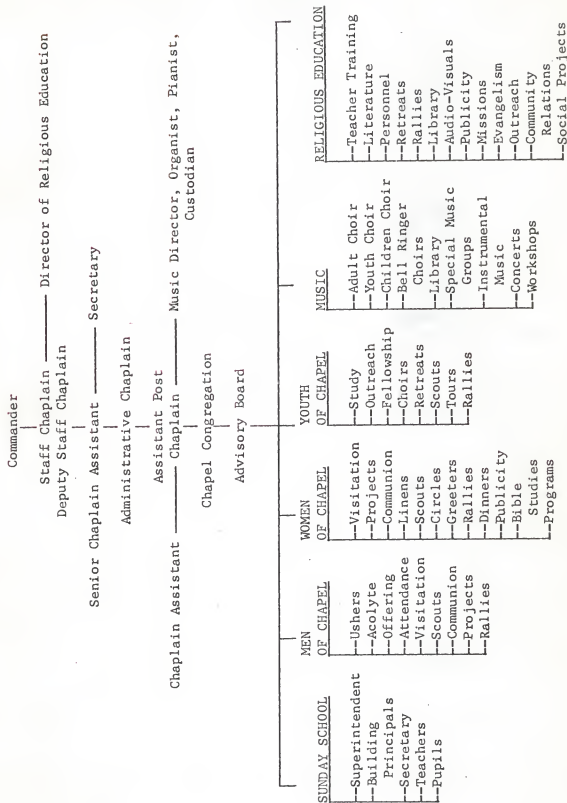 Commander
Staff Chaplain —— Director of Religious Education
Deputy Staff Chaplain
Senior Chaplain Assistant —— Secretary
Administrative Chaplain
Assistant Post
Chaplain Assistant —— Chaplain —— Music Director, Organist, Pianist,
Custodian
Chapel Congregation
Advisory Board
SUNDAY SCHOOL
--Superintendent
--Building
Principals
--Secretary
--Teachers
--Pupils
MEN
OF CHAPEL
--Ushers
--Acolyte
--Offering
--Attendance
--Visitation
--Scouts
--Communion
--Projects
--Rallies
WOMEN
OF CHAPEL
--Visitation
--Projects
--Communion
--Linens
--Scouts
--Circles
--Greeters
--Rallies
--Dinners
--Publicity
--Bible
Studies
--Programs
YOUTH
OF CHAPEL
--Study
--Outreach
--Fellowship
--Choirs
--Retreats
--Scouts
--Tours
--Rallies
MUSIC
--Adult Choir
--Youth Choir
--Children Choir
--Bell Ringer
Choirs
--Library
--Special Music
Groups
--Instrumental
Music
--Concerts
--Workshops
RELIGIOUS EDUCATION
--Teacher Training
--Literature
--Personnel
--Retreats
--Rallies
--Library
--Audio-Visuals
--Publicity
--Missions
--Evangelism
--Outreach
--Community
Relations
--Social Projects